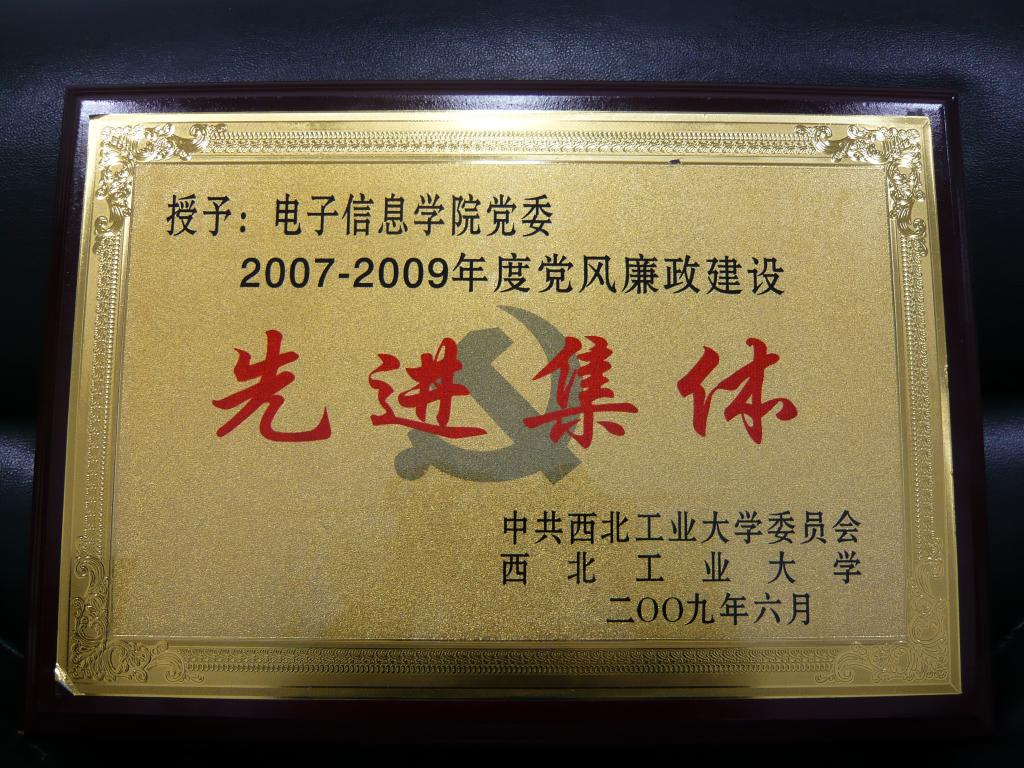 授予：电子信息学院党委
2007-2009年度党风廉政建设
先进集体
中共西北工业大学委员会
西北工业大学
二〇〇九年六月